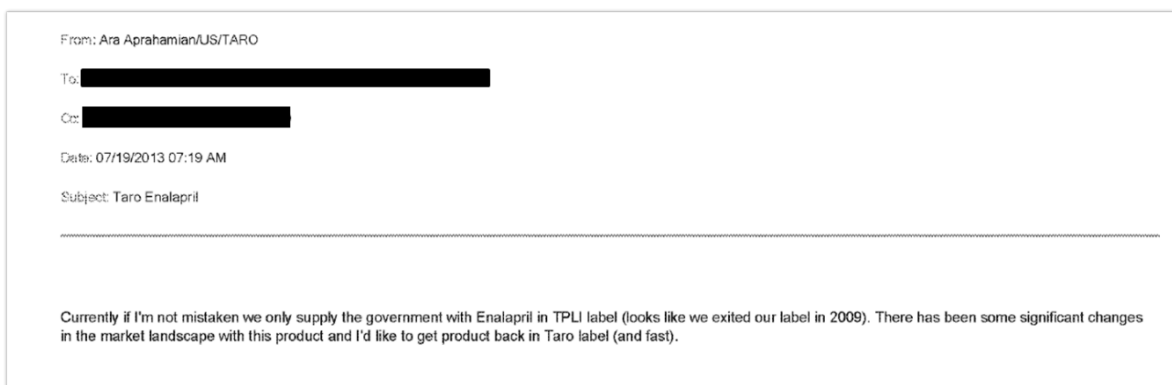 From: Ara Aprahamian/US/TARO
To:
Cc:
Date: 07/19/2013 07:19 AM
Subject: Taro Enalapril
Currently if I'm not mistaken we only supply the government with Enalapril in TPLI label (looks like we exited our label in 2009). There has been some significant changes
in the market landscape with this product and I'd like to get product back in Taro label (and fast).